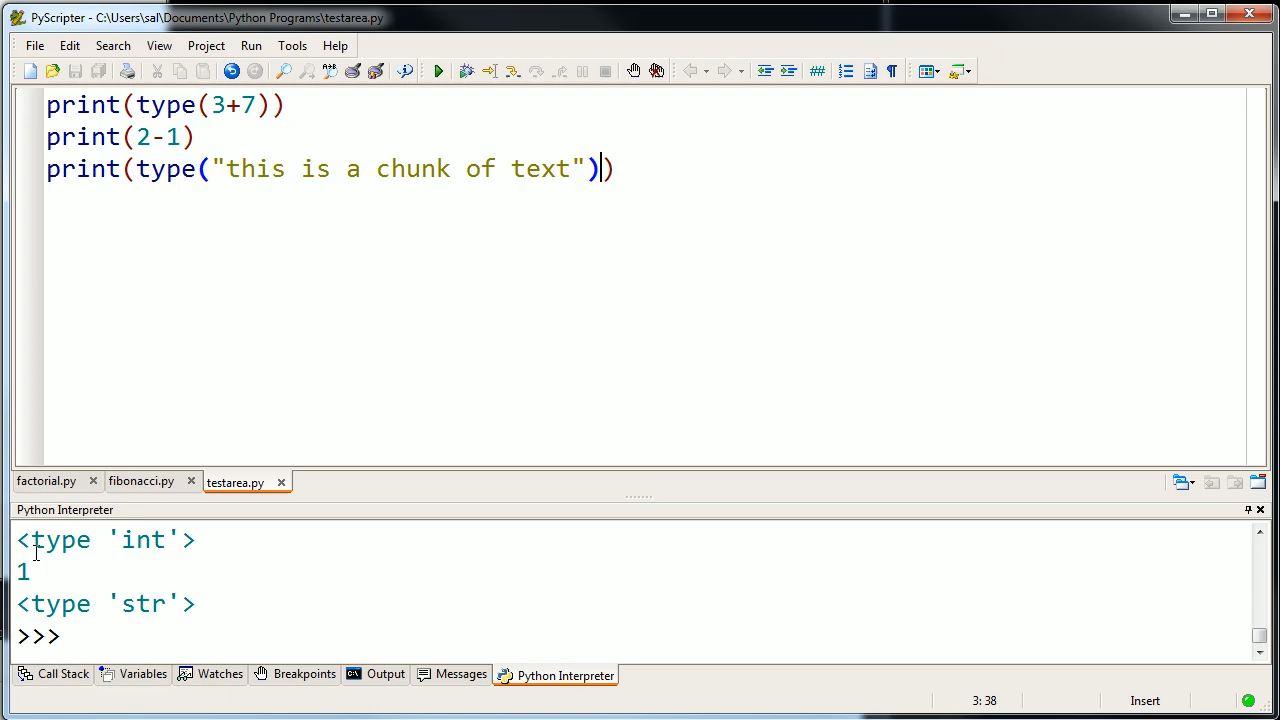 PyScripter - C:\Users\sal\Documents\Python Programs\testarea.py
File Edit Search View Project Run Tools Help
print(type(3+7))
print(2-1)
print(type("this is a chunk of text"))
factorial.py fibonacci.py testarea.py
Python Interpreter
<type 'int'>
1
<type 'str'>
>>>
Call Stack Variables Watches Breakpoints Output Messages Python Interpreter
3: 38 Insert